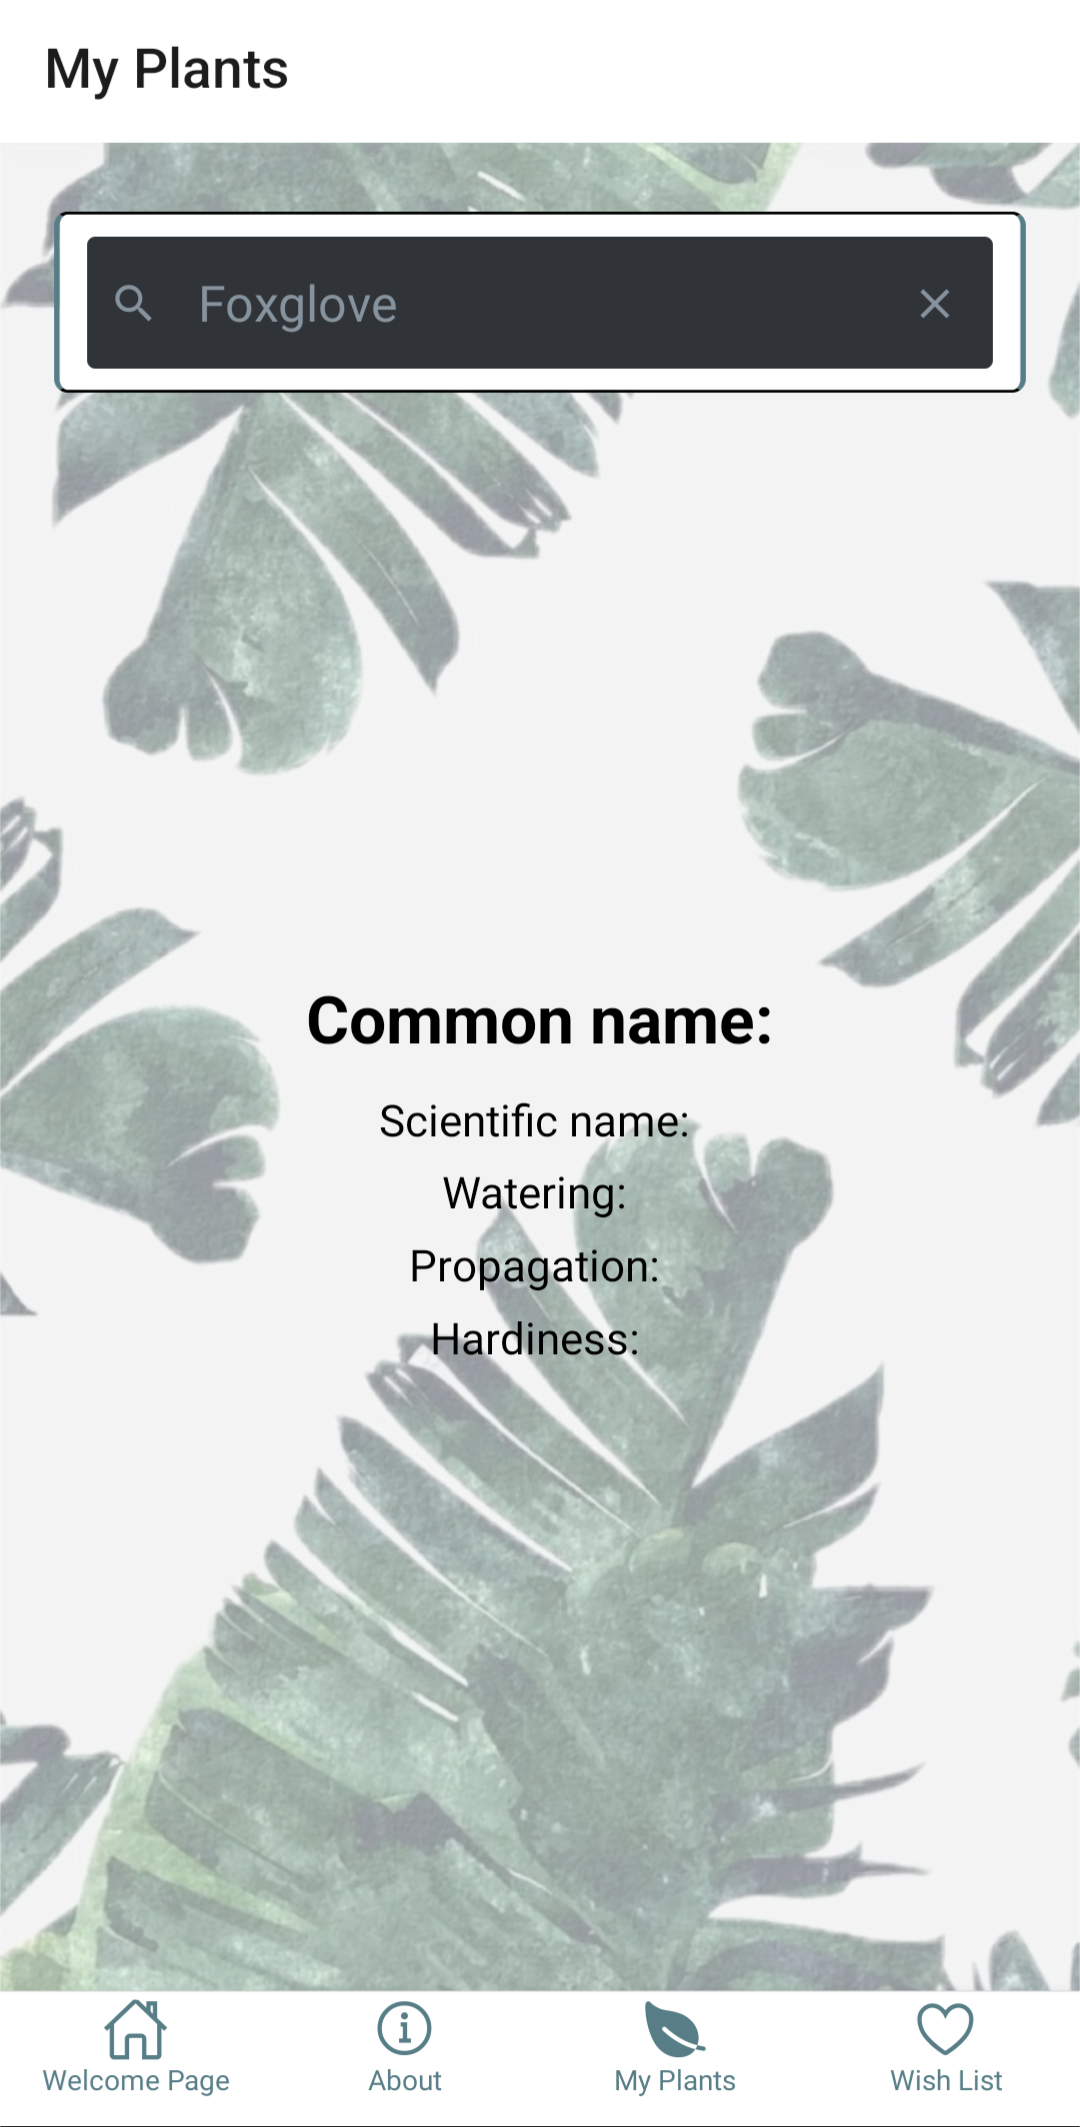 My Plants
Foxglove
Common name:
Scientific name:
Watering:
Propagation:
Hardiness:
Welcome Page
About
My Plants
Wish List